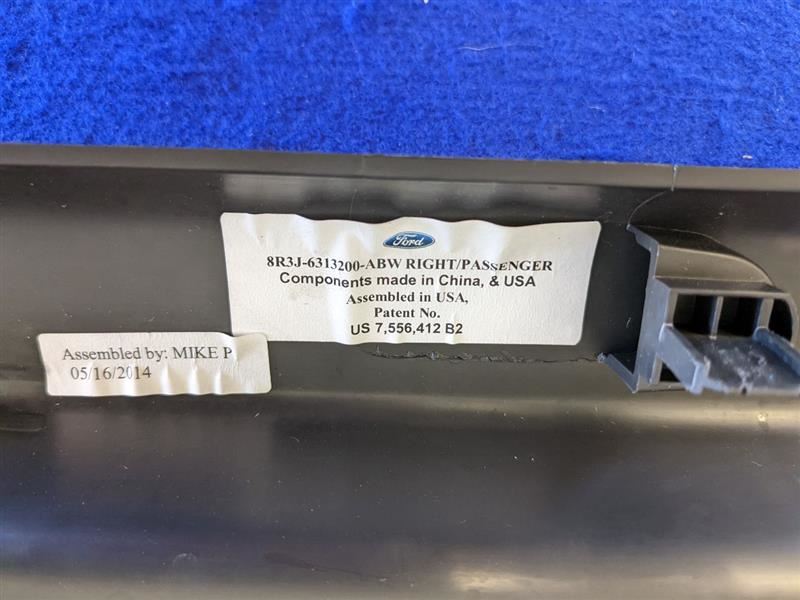 Ford
8R3J-6313200-ABW RIGHT/PASSENGER
Components made in China, & USA
Assembled in USA,
Patent No.
US 7,556,412 B2
Assembled by: MIKE P
05/16/2014